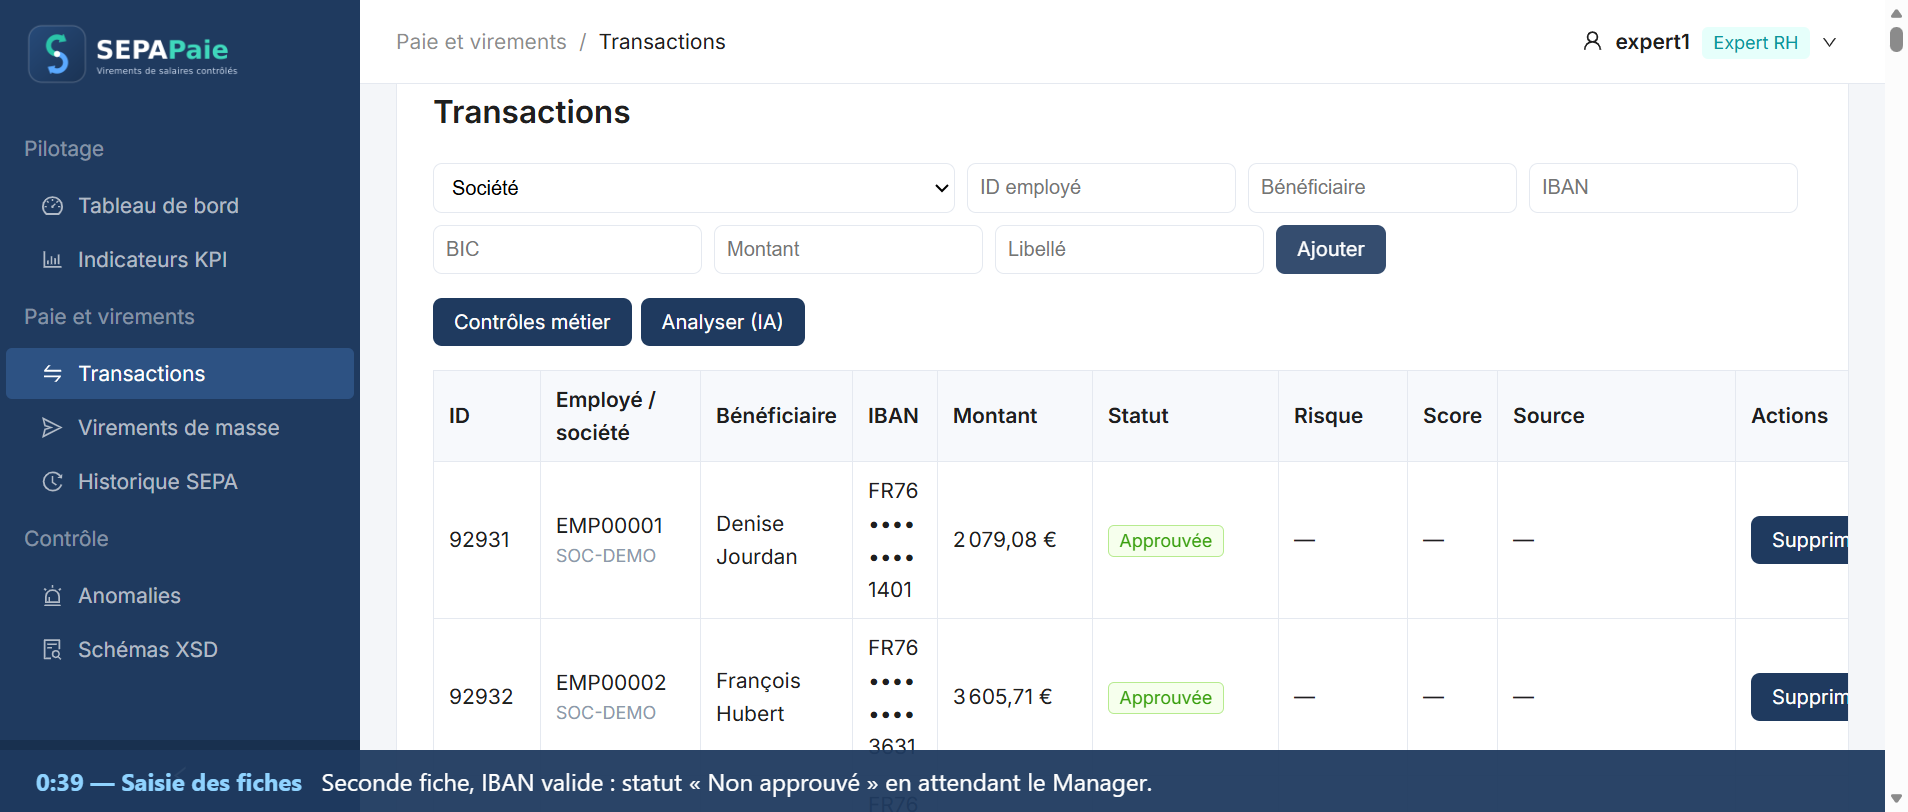 SEPAPaie
Virements de salaires contrôlés
Paie et virements / Transactions
expert1 Expert RH
Pilotage
Tableau de bord
Indicateurs KPI
Paie et virements
Transactions
Virements de masse
Historique SEPA
Contrôle
Anomalies
Schémas XSD
Transactions
Société ID employé Bénéficiaire IBAN
BIC Montant Libellé Ajouter
Contrôles métier Analyser (IA)
ID Employé / société Bénéficiaire IBAN Montant Statut Risque Score Source Actions
92931 EMP00001 SOC-DEMO Denise Jourdan FR76 •••• •••• 1401 2 079,08 € Approuvée — — — Supprim
92932 EMP00002 SOC-DEMO François Hubert FR76 •••• •••• 3631 3 605,71 € Approuvée — — — Supprim
FR76
0:39 — Saisie des fiches Seconde fiche, IBAN valide : statut « Non approuvé » en attendant le Manager.